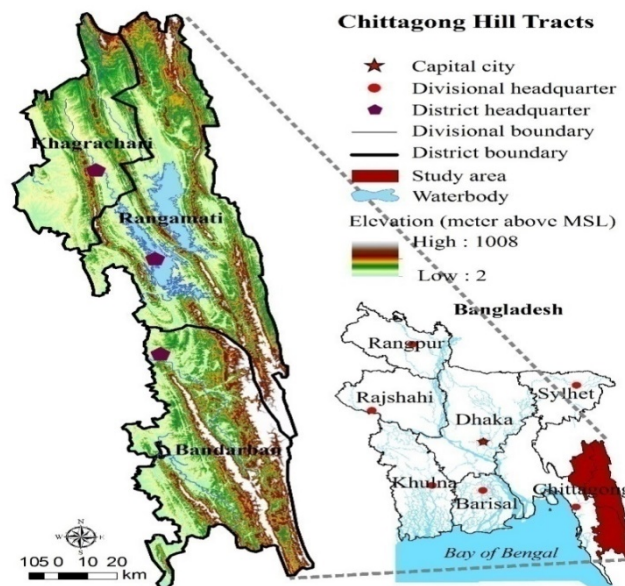 Chittagong Hill Tracts
Capital city
Divisional headquarter
District headquarter
Divisional boundary
District boundary
Study area
Waterbody
Elevation (meter above MSL)
High : 1008
Low : 2
Khagrachari
Rangamati
Bandarban
105 0 10 20
km
Bangladesh
Rangpur
Rajshahi
Sylhet
Dhaka
Khulna
Barisal
Chittagong
Bay of Bengal